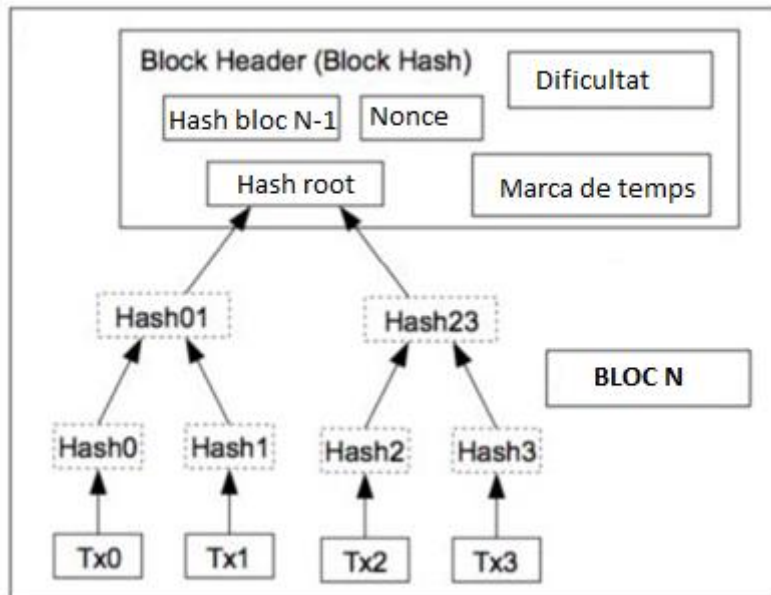 Block Header (Block Hash)
Dificultat
Hash bloc N-1
Nonce
Hash root
Marca de temps
Hash01
Hash23
BLOC N
Hash0
Hash1
Hash2
Hash3
Tx0
Tx1
Tx2
Tx3